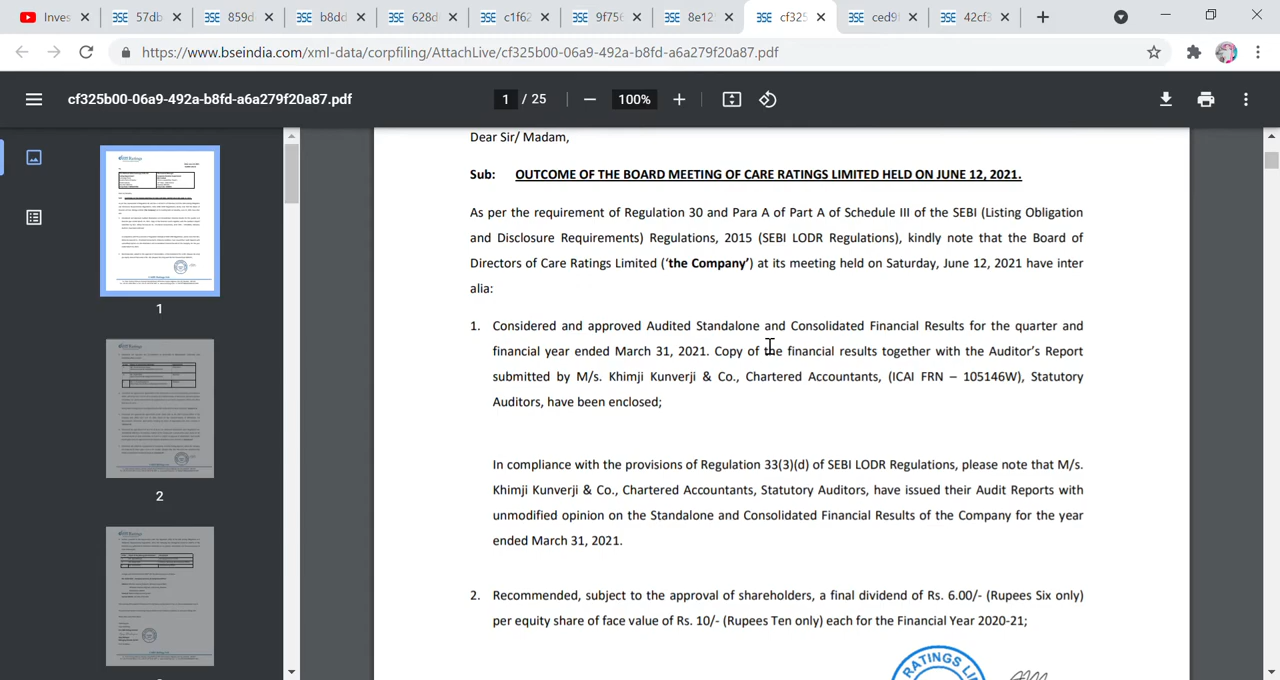 Inves
57db
859d
b8dd
628d
c1f62
9f756
8e12
cf325
ced9f
42cf3
https://www.bseindia.com/xml-data/corpfiling/AttachLive/cf325b00-06a9-492a-b8fd-a6a279f20a87.pdf
cf325b00-06a9-492a-b8fd-a6a279f20a87.pdf
1 / 25
100%
1
2
Dear Sir/ Madam,
Sub: OUTCOME OF THE BOARD MEETING OF CARE RATINGS LIMITED HELD ON JUNE 12, 2021.
As per the requirement of Regulation 30 and Para A of Part A of Schedule III of the SEBI (Listing Obligation
and Disclosure Requirements) Regulations, 2015 (SEBI LODR Regulations), kindly note that the Board of
Directors of Care Ratings Limited (‘the Company’) at its meeting held on Saturday, June 12, 2021 have inter
alia:
1. Considered and approved Audited Standalone and Consolidated Financial Results for the quarter and
financial year ended March 31, 2021. Copy of the financial results together with the Auditor’s Report
submitted by M/s. Khimji Kunverji & Co., Chartered Accountants, (ICAI FRN – 105146W), Statutory
Auditors, have been enclosed;
In compliance with the provisions of Regulation 33(3)(d) of SEBI LODR Regulations, please note that M/s.
Khimji Kunverji & Co., Chartered Accountants, Statutory Auditors, have issued their Audit Reports with
unmodified opinion on the Standalone and Consolidated Financial Results of the Company for the year
ended March 31, 2021.
2. Recommended, subject to the approval of shareholders, a final dividend of Rs. 6.00/- (Rupees Six only)
per equity share of face value of Rs. 10/- (Rupees Ten only) each for the Financial Year 2020-21;
RATINGS